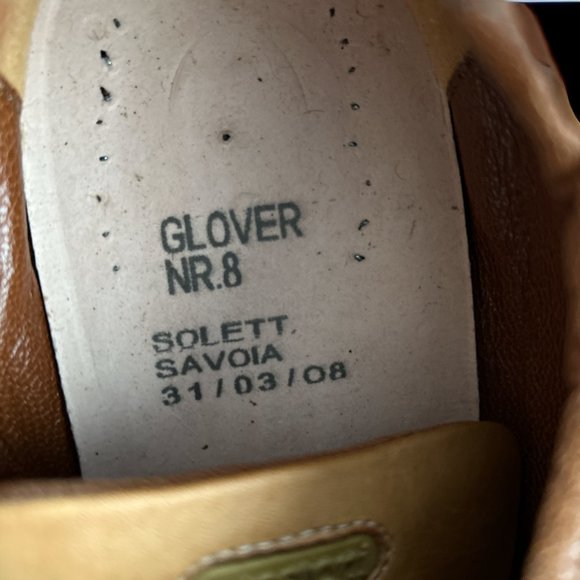 GLOVER
NR.8
SOLETT.
SAVOIA
31/03/08